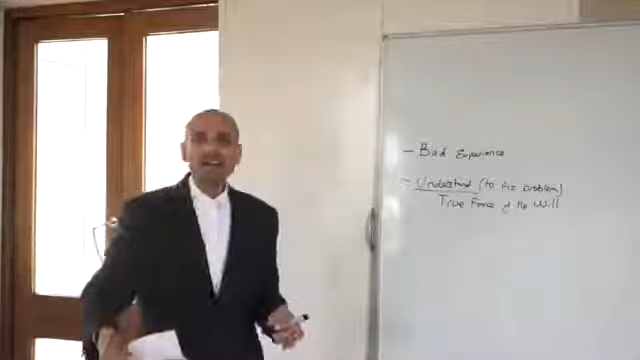 - Bad Experience
- Understand (to fix problem)
True Force of the Will